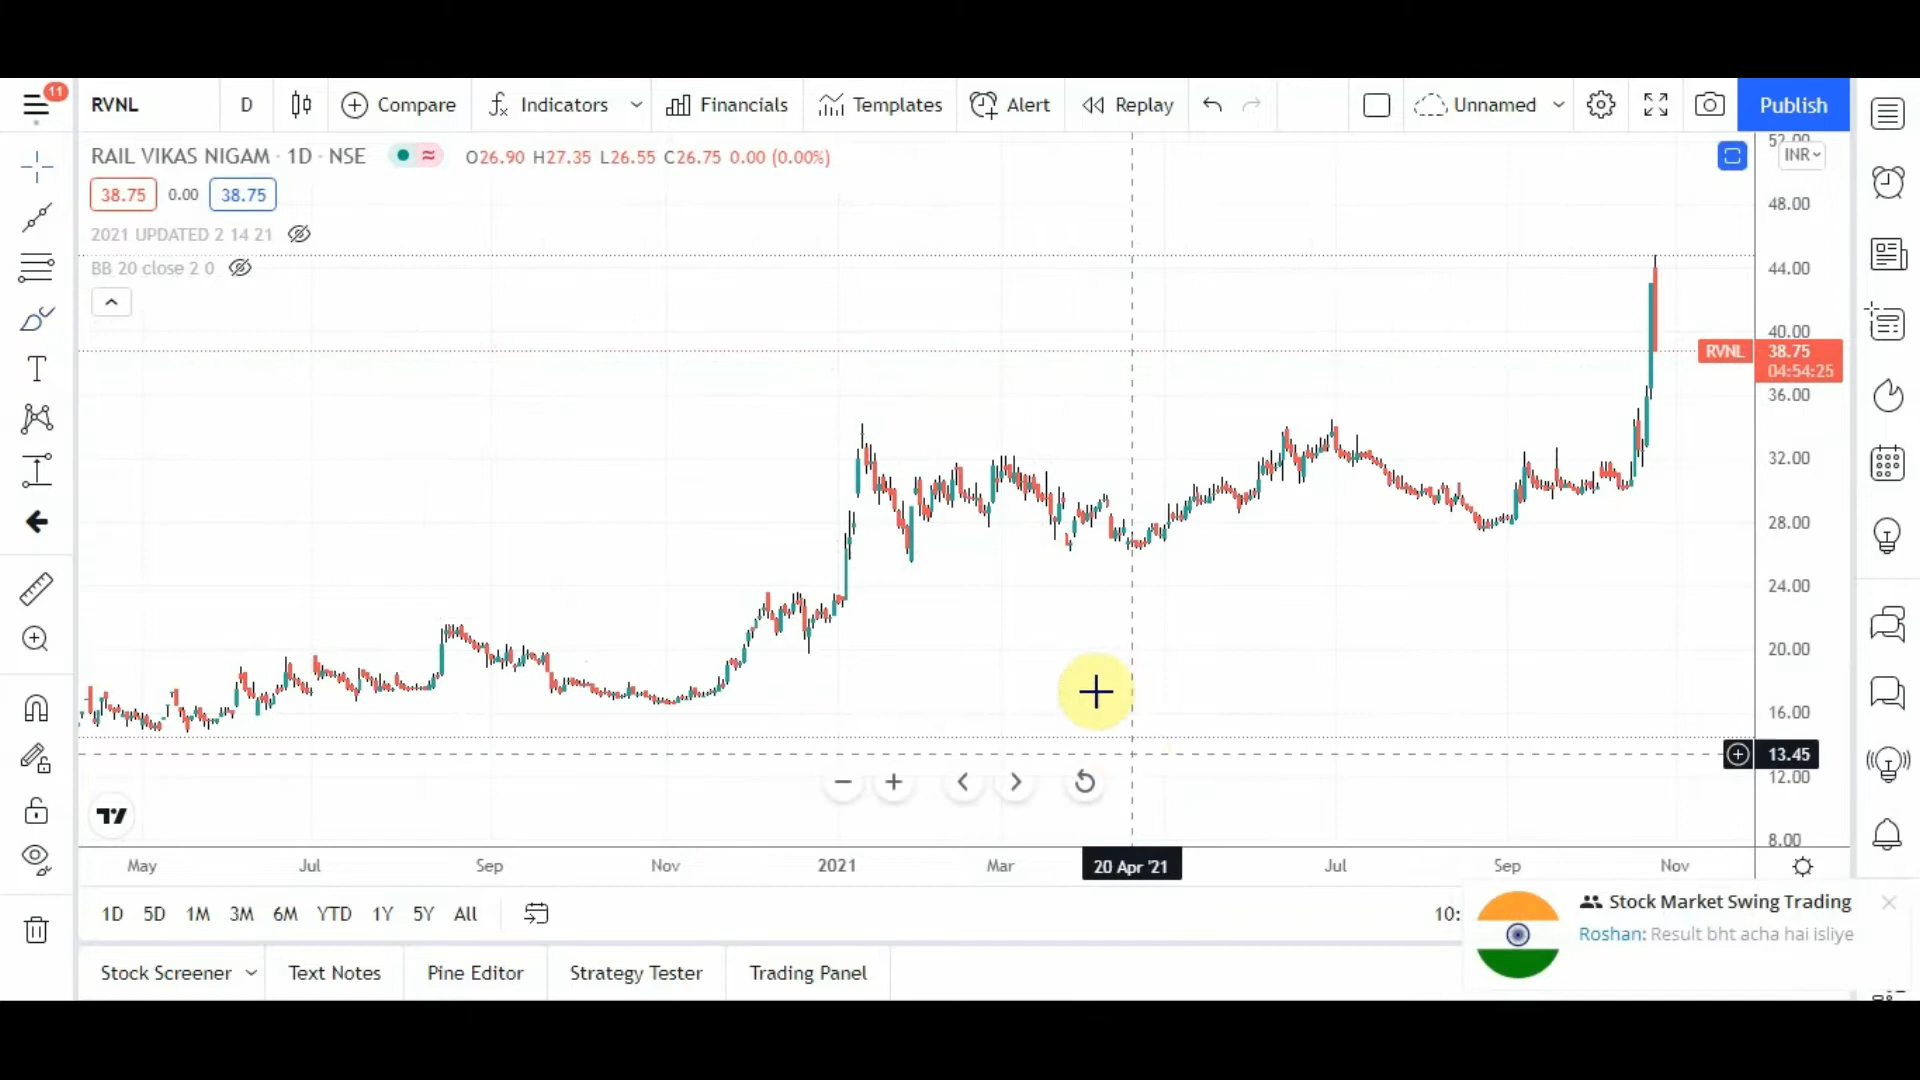 11
RVNL D Compare Indicators Financials Templates Alert Replay Unnamed Publish
RAIL VIKAS NIGAM · 1D · NSE O26.90 H27.35 L26.55 C26.75 0.00 (0.00%)
INR
38.75 0.00 38.75
2021 UPDATED 2 14 21
BB 20 close 2 0
52.00
48.00
44.00
40.00
RVNL 38.75
04:54:25
36.00
32.00
28.00
24.00
20.00
16.00
13.45
12.00
8.00
May Jul Sep Nov 2021 Mar 20 Apr '21 Jul Sep Nov
1D 5D 1M 3M 6M YTD 1Y 5Y All 10:
Stock Market Swing Trading
Roshan: Result bht acha hai isliye
Stock Screener Text Notes Pine Editor Strategy Tester Trading Panel